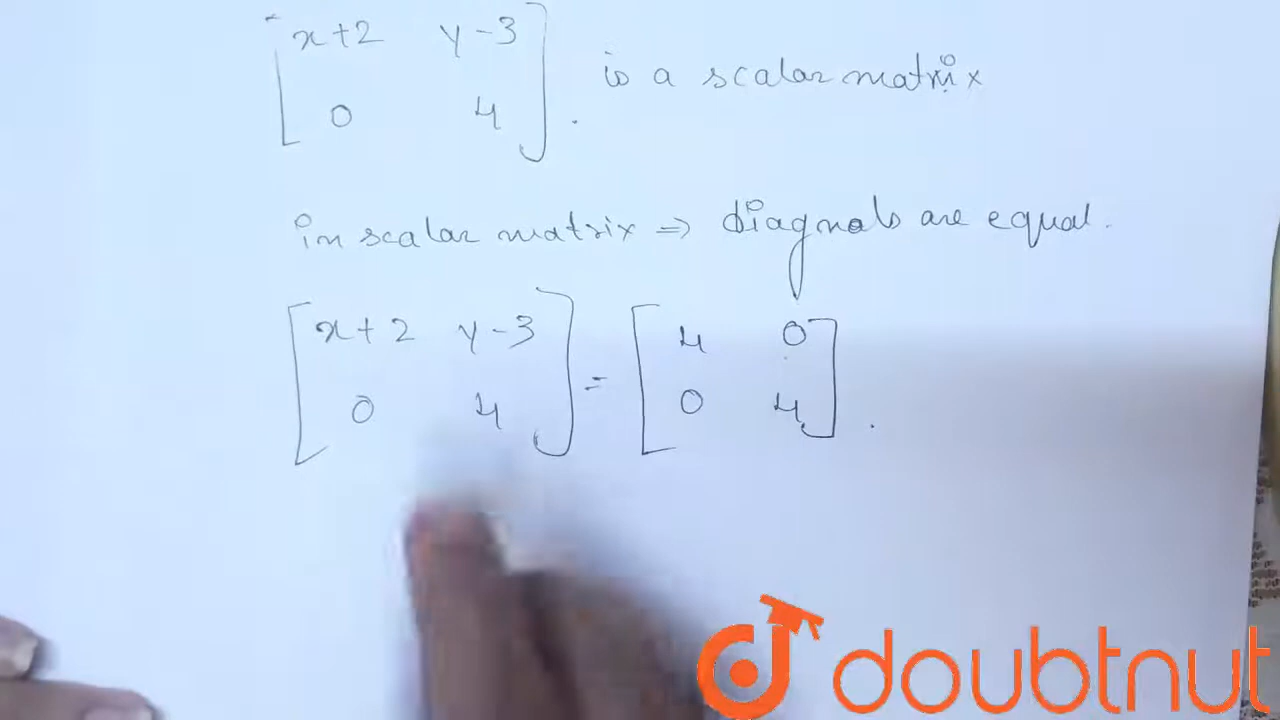 [x+2 y-3
0 4]. is a scalar matrix
in scalar matrix ⇒ diagnals are equal.
[x+2 y-3] = [4 0]
[0 4] [0 4].
doubtnut